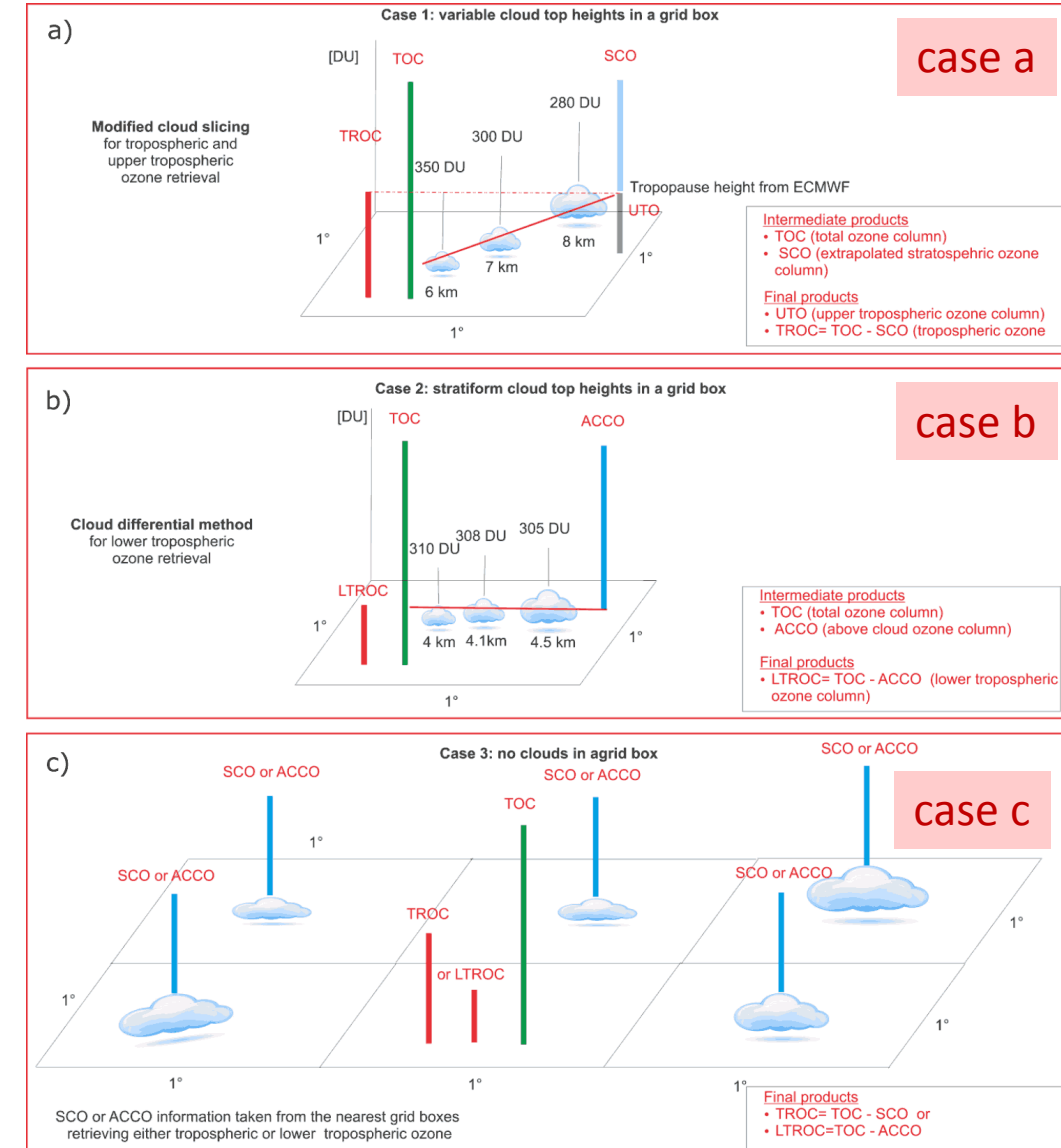 a)
Case 1: variable cloud top heights in a grid box
case a
[DU]
TOC
SCO
280 DU
Modified cloud slicing
for tropospheric and
upper tropospheric
ozone retrieval
TROC
300 DU
350 DU
Tropopause height from ECMWF
UTO
1°
8 km
7 km
1°
6 km
1°
Intermediate products
• TOC (total ozone column)
• SCO (extrapolated stratospehric ozone
column)
Final products
• UTO (upper tropospheric ozone column)
• TROC= TOC - SCO (tropospheric ozone
b)
Case 2: stratiform cloud top heights in a grid box
case b
[DU]
TOC
ACCO
Cloud differential method
for lower tropospheric
ozone retrieval
310 DU
308 DU
305 DU
LTROC
1°
4 km
4.1km
4.5 km
1°
1°
Intermediate products
• TOC (total ozone column)
• ACCO (above cloud ozone column)
Final products
• LTROC= TOC - ACCO (lower tropospheric
ozone column)
c)
Case 3: no clouds in agrid box
case c
SCO or ACCO
SCO or ACCO
SCO or ACCO
TOC
1°
SCO or ACCO
SCO or ACCO
TROC
or LTROC
1°
1°
1°
1°
1°
1°
SCO or ACCO information taken from the nearest grid boxes
retrieving either tropospheric or lower tropospheric ozone
Final products
• TROC= TOC - SCO or
• LTROC=TOC - ACCO